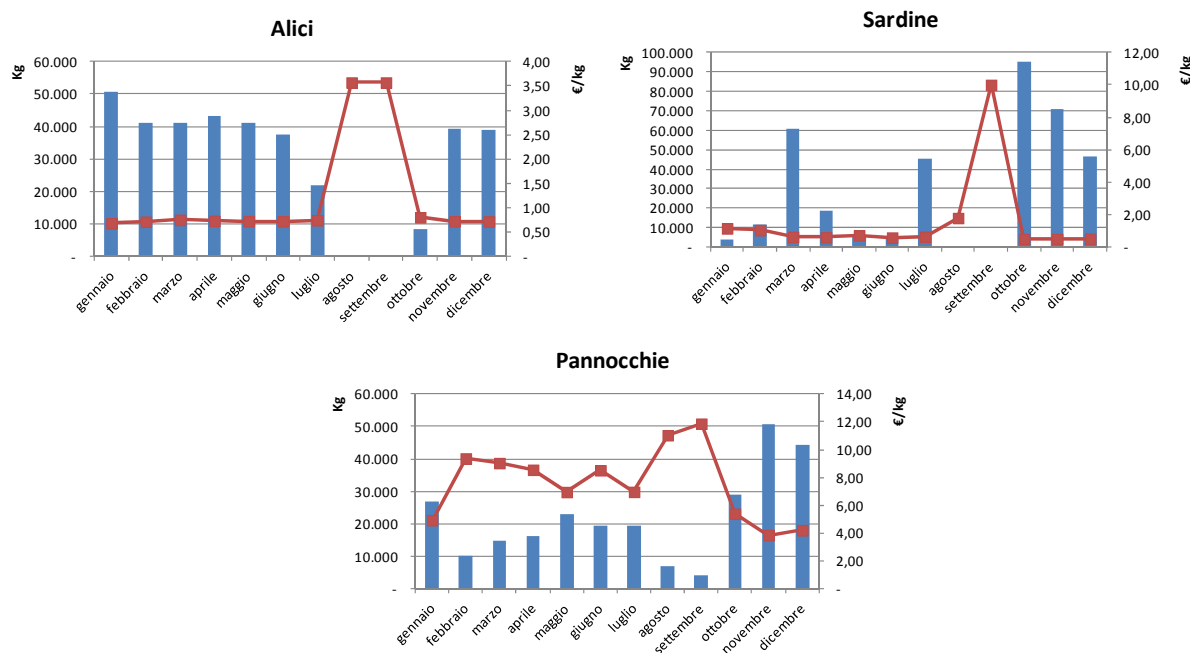 Alici
Kg
€/kg
60.000
50.000
40.000
30.000
20.000
10.000
-
4,00
3,50
3,00
2,50
2,00
1,50
1,00
0,50
-
gennaio
febbraio
marzo
aprile
maggio
giugno
luglio
agosto
settembre
ottobre
novembre
dicembre
Sardine
Kg
€/kg
100.000
90.000
80.000
70.000
60.000
50.000
40.000
30.000
20.000
10.000
-
12,00
10,00
8,00
6,00
4,00
2,00
-
gennaio
febbraio
marzo
aprile
maggio
giugno
luglio
agosto
settembre
ottobre
novembre
dicembre
Pannocchie
Kg
€/kg
60.000
50.000
40.000
30.000
20.000
10.000
-
14,00
12,00
10,00
8,00
6,00
4,00
2,00
-
gennaio
febbraio
marzo
aprile
maggio
giugno
luglio
agosto
settembre
ottobre
novembre
dicembre